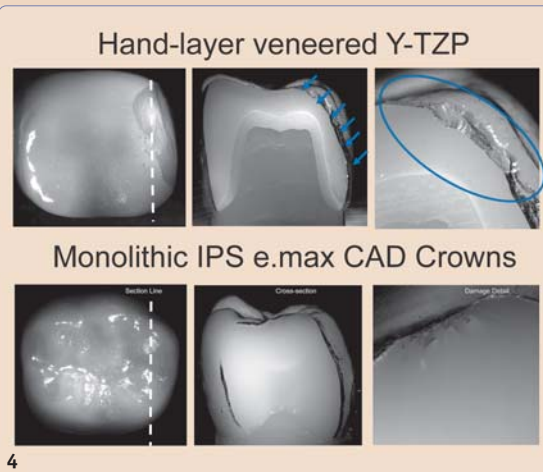 Hand-layer veneered Y-TZP
Monolithic IPS e.max CAD Crowns
Section Line
Cross-section
Damage Detail
4